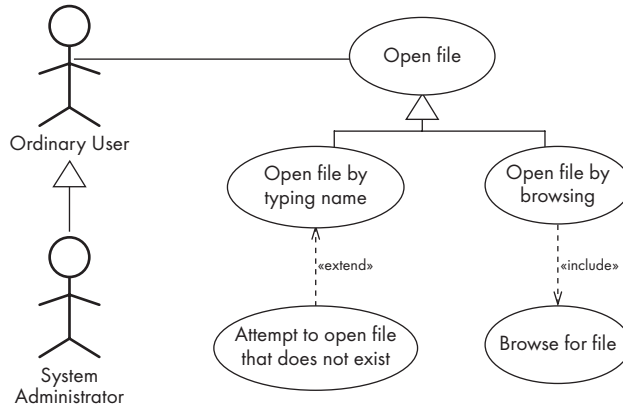 Open file
Ordinary User
Open file by
typing name
Open file by
browsing
«extend»
«include»
Attempt to open file
that does not exist
Browse for file
System
Administrator